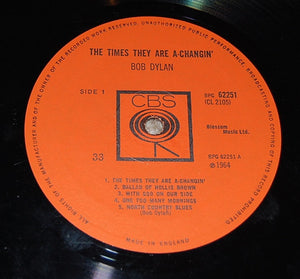 ALL RIGHTS OF THE MANUFACTURER AND OF THE OWNER OF THE RECORDED WORK RESERVED. UNAUTHORISED PUBLIC PERFORMANCE, BROADCASTING AND COPYING OF THIS RECORD PROHIBITED
THE TIMES THEY ARE A-CHANGIN'
BOB DYLAN
SIDE 1
CBS
BPG 62251
(CL 2105)
Blossom
Music Ltd.
33
BPG 62251 A
℗ 1964
1. THE TIMES THEY ARE A-CHANGIN'
2. BALLAD OF HOLLIS BROWN
3. WITH GOD ON OUR SIDE
4. ONE TOO MANY MORNINGS
5. NORTH COUNTRY BLUES
(Bob Dylan)
MADE IN ENGLAND